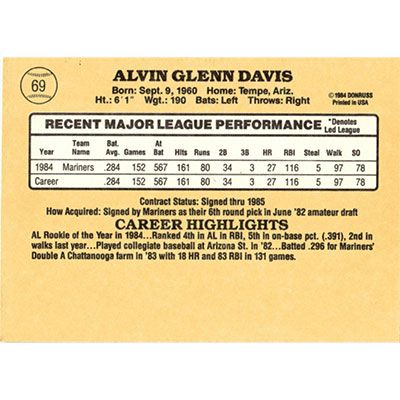 69
ALVIN GLENN DAVIS
Born: Sept. 9, 1960 Home: Tempe, Ariz.
Ht.: 6'1" Wgt.: 190 Bats: Left Throws: Right
© 1984 DONRUSS
Printed in USA
RECENT MAJOR LEAGUE PERFORMANCE *Denotes Led League
Year Team Name Bat. Avg. Games At Bat Hits Runs 2B 3B HR RBI Steal Walks SO
1984 Mariners .284 152 567 161 80 34 3 27 116 5 97 78
Career .284 152 567 161 80 34 3 27 116 5 97 78
Contract Status: Signed thru 1985
How Acquired: Signed by Mariners as their 6th round pick in June '82 amateur draft
CAREER HIGHLIGHTS
AL Rookie of the Year in 1984...Ranked 4th in AL in RBI, 5th in on-base pct. (.391), 2nd in
walks last year...Played collegiate baseball at Arizona St. in '82...Batted .296 for Mariners'
Double A Chattanooga farm in '83 with 18 HR and 83 RBI in 131 games.